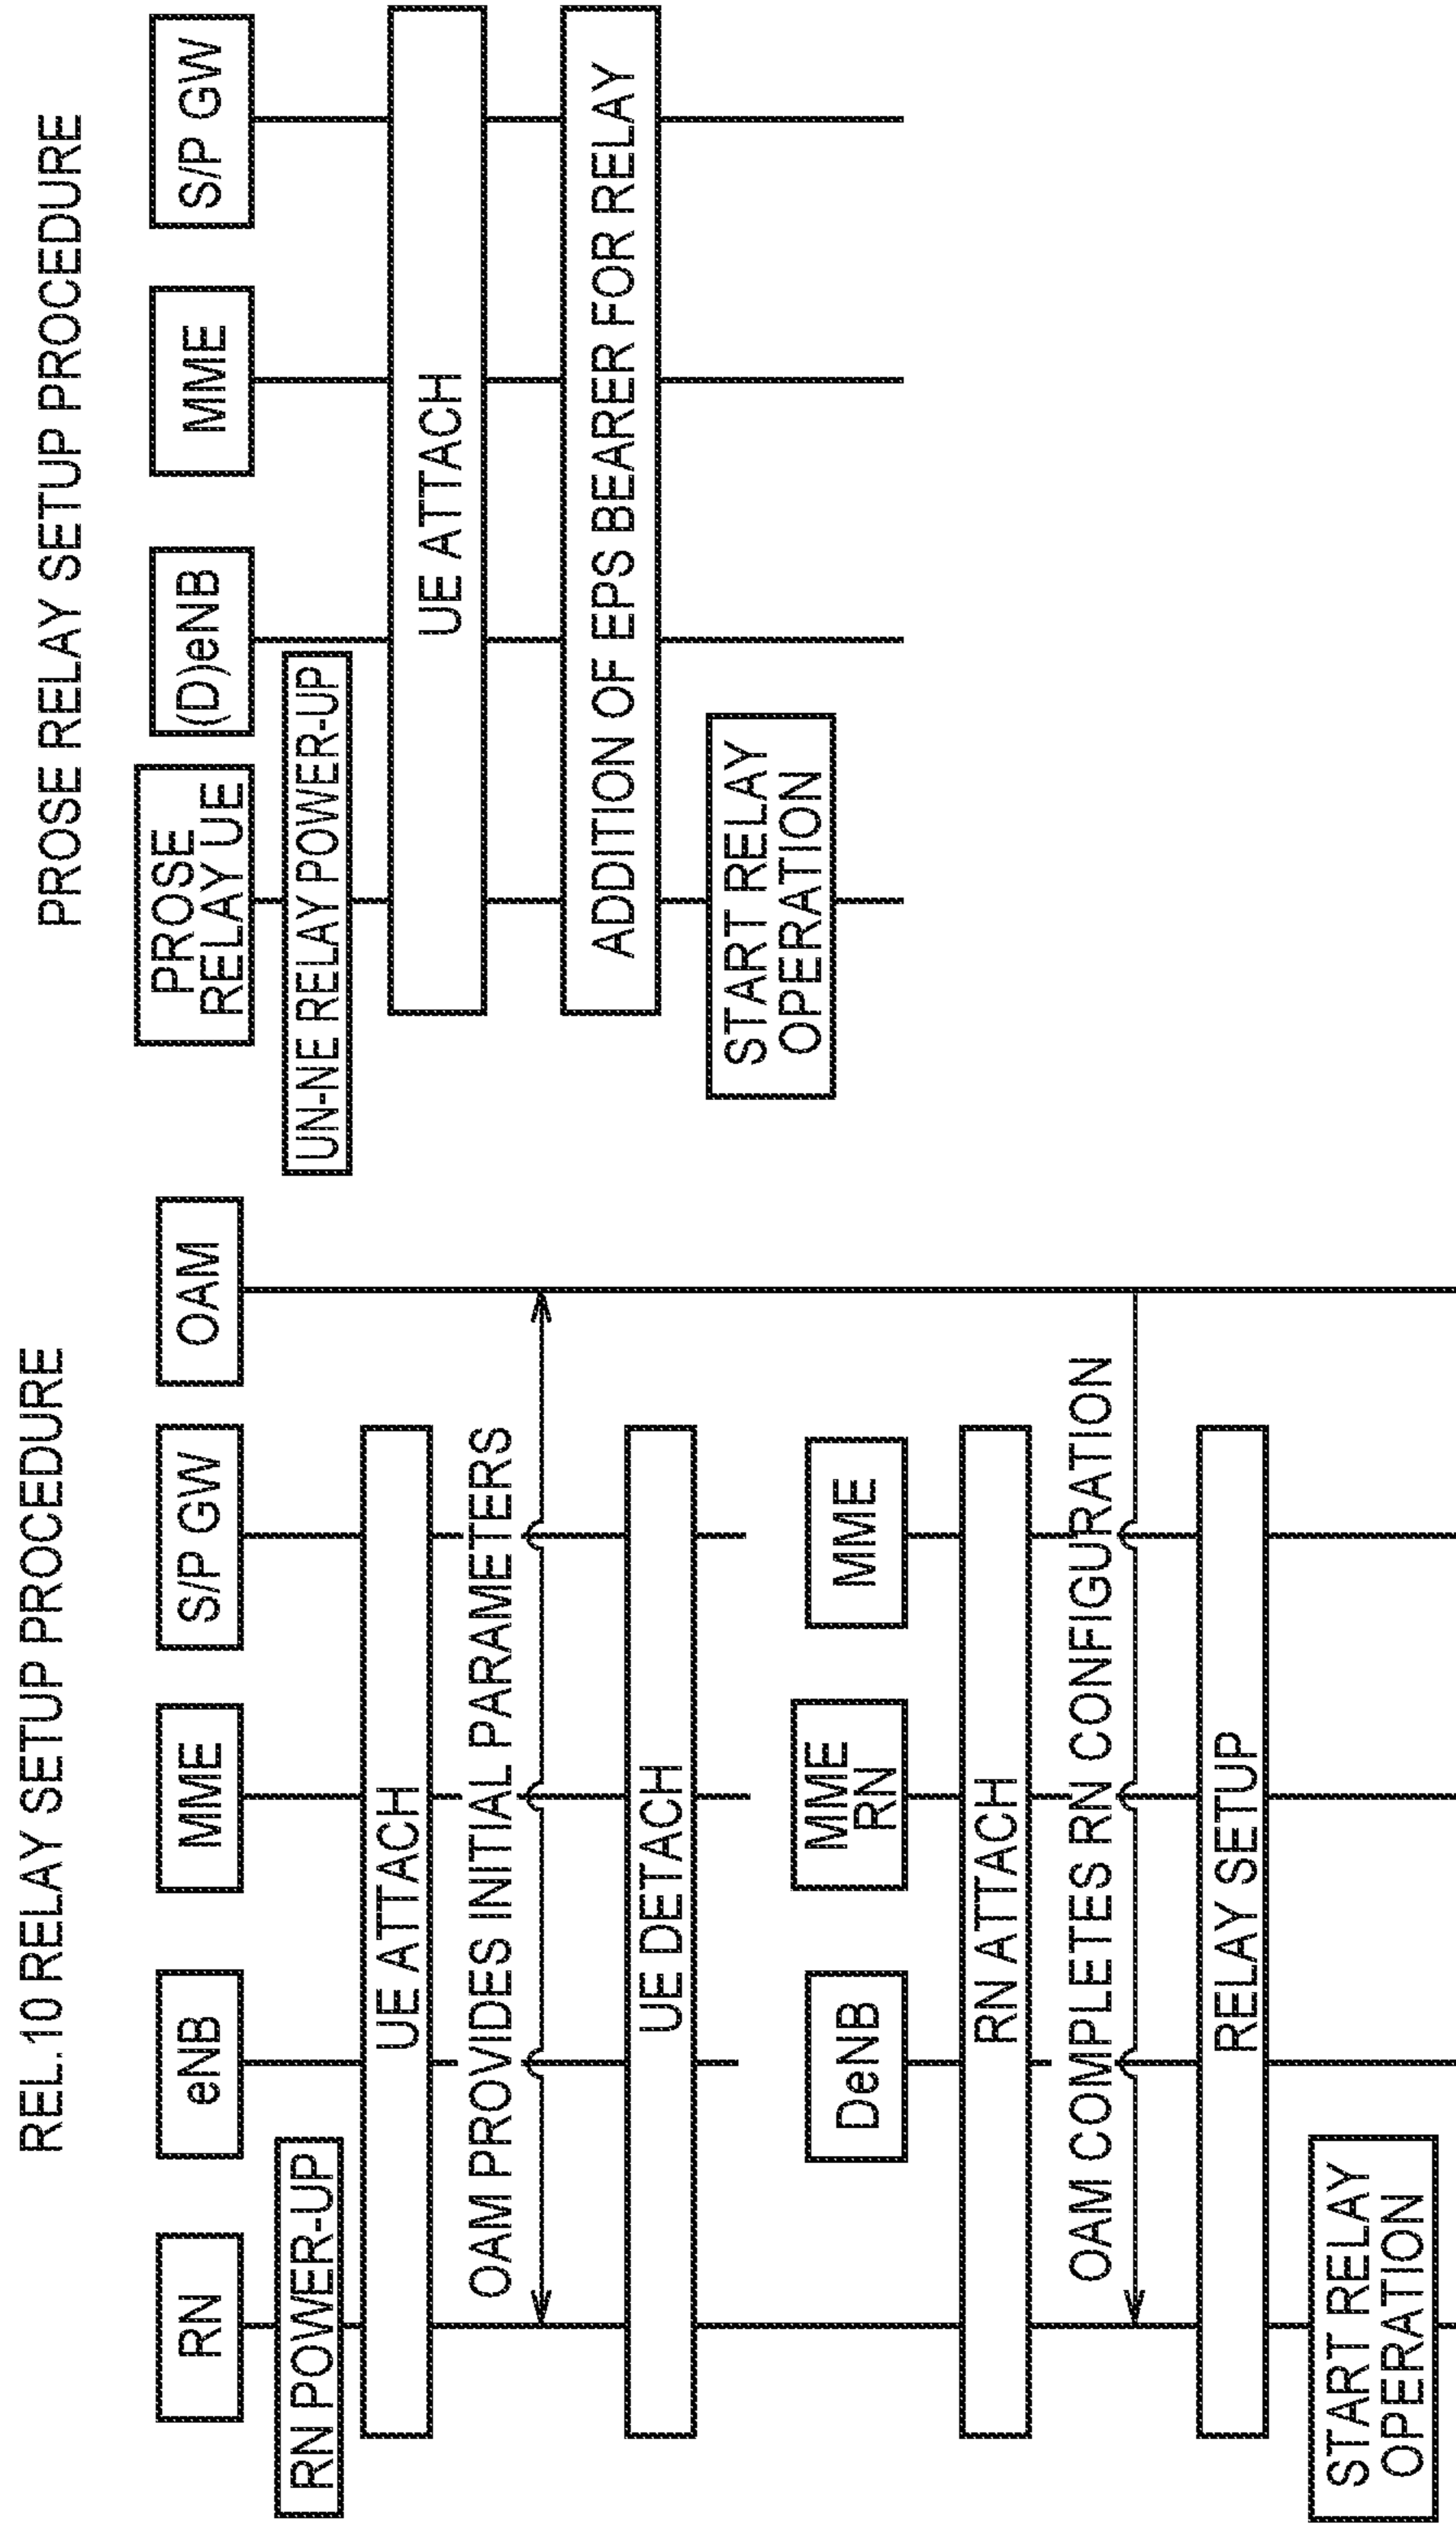 REL.10 RELAY SETUP PROCEDURE
RN
eNB
MME
S/P GW
OAM
RN POWER-UP
UE ATTACH
OAM PROVIDES INITIAL PARAMETERS
UE DETACH
DeNB
MME
RN
MME
RN ATTACH
OAM COMPLETES RN CONFIGURATION
RELAY SETUP
START RELAY
OPERATION
PROSE RELAY SETUP PROCEDURE
PROSE
RELAY UE
(D)eNB
MME
S/P GW
UN-NE RELAY POWER-UP
UE ATTACH
ADDITION OF EPS BEARER FOR RELAY
START RELAY
OPERATION